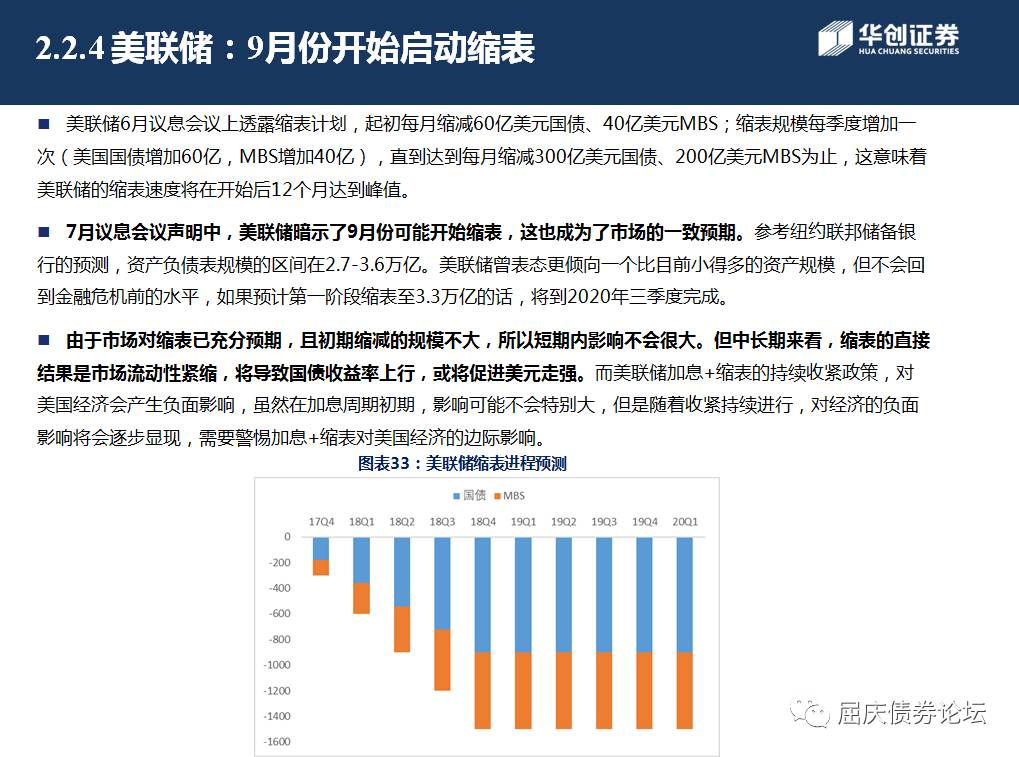 2.2.4 美联储：9月份开始启动缩表
华创证券
HUA CHUANG SECURITIES
■ 美联储6月议息会议上透露缩表计划，起初每月缩减60亿美元国债、40亿美元MBS；缩表规模每季度增加一
次（美国国债增加60亿，MBS增加40亿），直到达到每月缩减300亿美元国债、200亿美元MBS为止，这意味着
美联储的缩表速度将在开始后12个月达到峰值。
■ 7月议息会议声明中，美联储暗示了9月份可能开始缩表，这也成为了市场的一致预期。参考纽约联邦储备银
行的预测，资产负债表规模的区间在2.7-3.6万亿。美联储曾表态更倾向一个比目前小得多的资产规模，但不会回
到金融危机前的水平，如果预计第一阶段缩表至3.3万亿的话，将到2020年三季度完成。
■ 由于市场对缩表已充分预期，且初期缩减的规模不大，所以短期内影响不会很大。但中长期来看，缩表的直接
结果是市场流动性紧缩，将导致国债收益率上行，或将促进美元走强。而美联储加息+缩表的持续收紧政策，对
美国经济会产生负面影响，虽然在加息周期初期，影响可能不会特别大，但是随着收紧持续进行，对经济的负面
影响将会逐步显现，需要警惕加息+缩表对美国经济的边际影响。
图表33：美联储缩表进程预测
国债 MBS
17Q4 18Q1 18Q2 18Q3 18Q4 19Q1 19Q2 19Q3 19Q4 20Q1
0
-200
-400
-600
-800
-1000
-1200
-1400
-1600
屈庆债券论坛